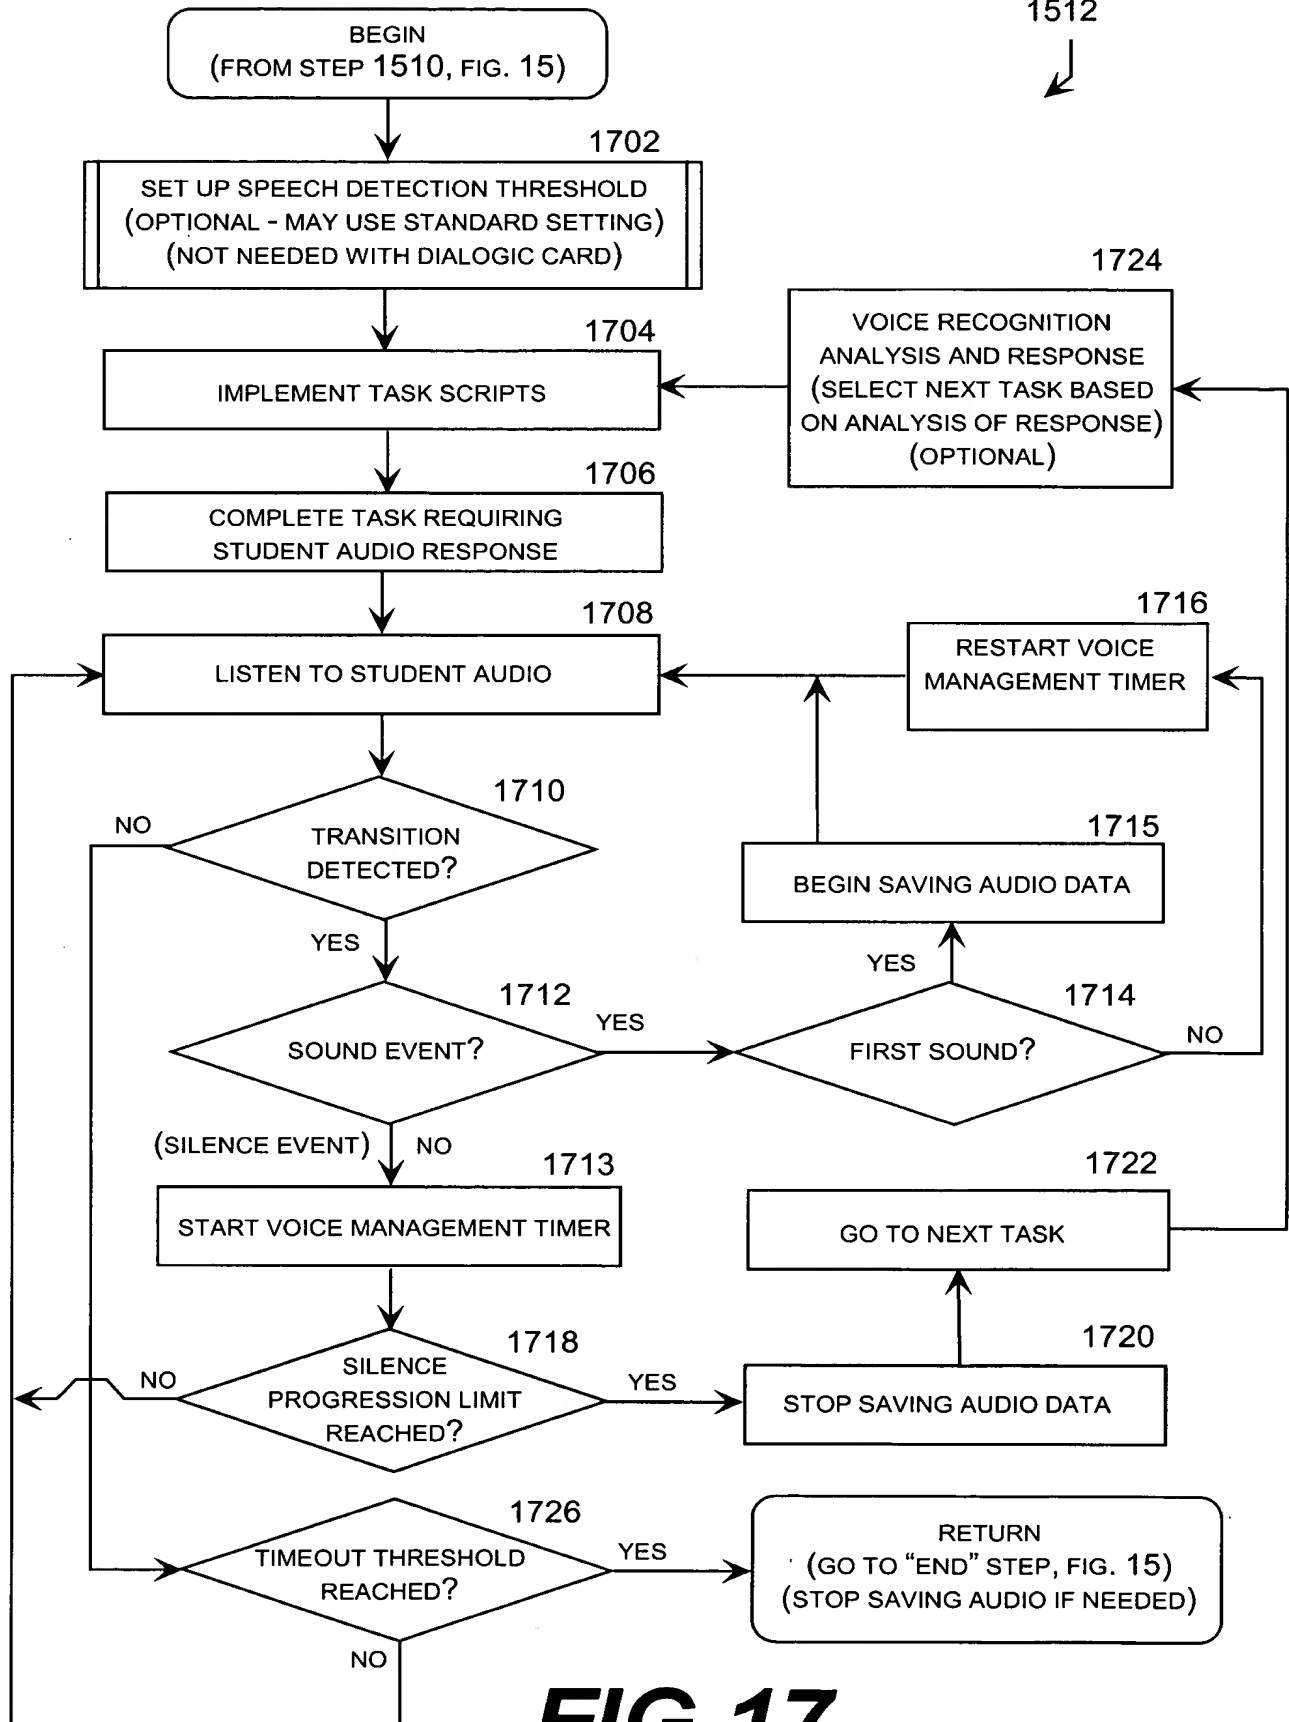 1512
BEGIN
(FROM STEP 1510, FIG. 15)
1702
SET UP SPEECH DETECTION THRESHOLD
(OPTIONAL - MAY USE STANDARD SETTING)
(NOT NEEDED WITH DIALOGIC CARD)
1724
VOICE RECOGNITION
ANALYSIS AND RESPONSE
(SELECT NEXT TASK BASED
ON ANALYSIS OF RESPONSE)
(OPTIONAL)
1704
IMPLEMENT TASK SCRIPTS
1706
COMPLETE TASK REQUIRING
STUDENT AUDIO RESPONSE
1708
LISTEN TO STUDENT AUDIO
1716
RESTART VOICE
MANAGEMENT TIMER
1710
NO
TRANSITION
DETECTED?
YES
1715
BEGIN SAVING AUDIO DATA
YES
1712
SOUND EVENT?
YES
1714
FIRST SOUND?
NO
(SILENCE EVENT)
NO
1713
START VOICE MANAGEMENT TIMER
1722
GO TO NEXT TASK
1718
NO
SILENCE
PROGRESSION LIMIT
REACHED?
YES
1720
STOP SAVING AUDIO DATA
1726
TIMEOUT THRESHOLD
REACHED?
YES
NO
RETURN
(GO TO "END" STEP, FIG. 15)
(STOP SAVING AUDIO IF NEEDED)
FIG 17